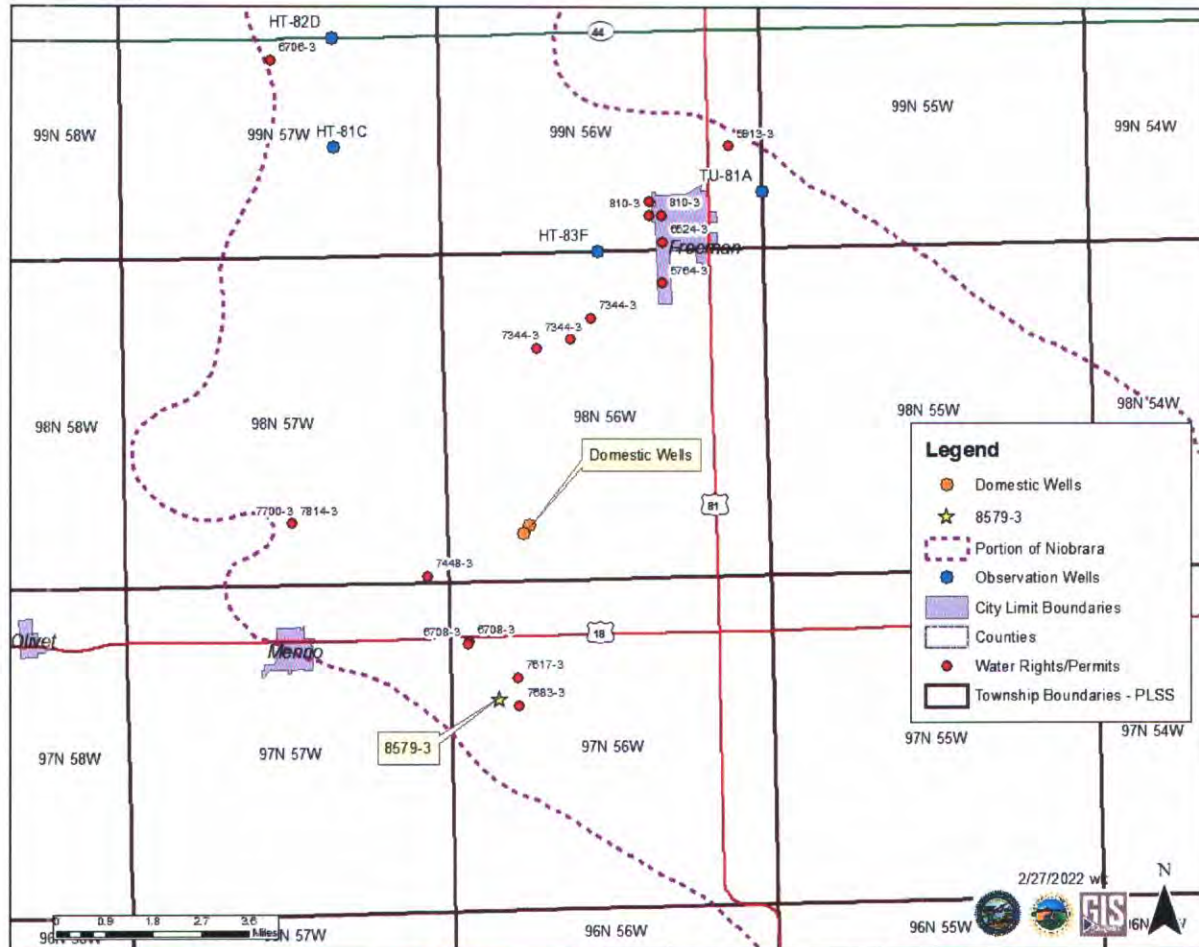 HT-82D
44
6706-3
99N 58W
99N 57W
HT-81C
99N 56W
5913-3
99N 55W
99N 54W
TU-81A
810-3
810-3
6524-3
HT-83F
Freeman
5764-3
7344-3
7344-3
7344-3
98N 58W
98N 57W
98N 56W
98N 55W
98N 54W
Domestic Wells
81
7700-3
7814-3
7448-3
Legend
Domestic Wells
8579-3
Portion of Niobrara
Observation Wells
City Limit Boundaries
Counties
Water Rights/Permits
Township Boundaries - PLSS
Olivet
Menno
6708-3
6708-3
18
7617-3
7683-3
8579-3
97N 58W
97N 57W
97N 56W
97N 55W
97N 54W
2/27/2022
N
0 0.9 1.8 2.7 3.6
Miles
96N 58W
96N 57W
96N 56W
96N 55W
GIS